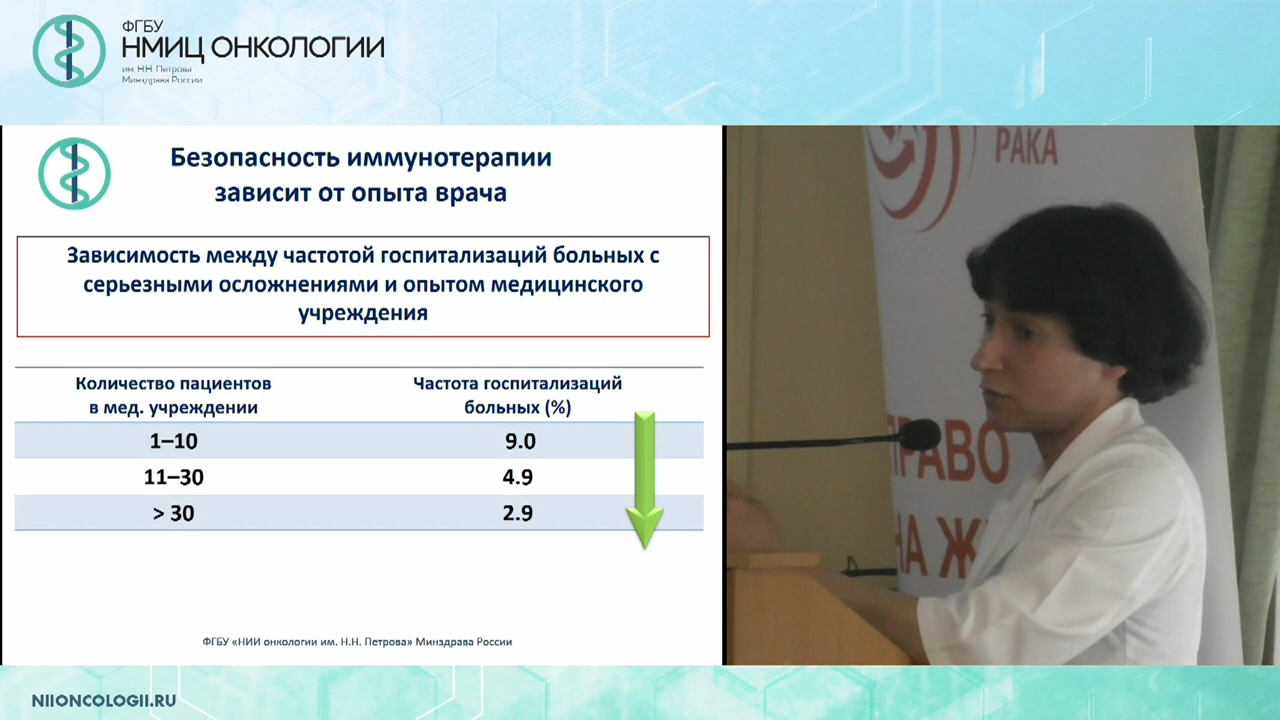 ФГБУ
НМИЦ ОНКОЛОГИИ
им. Н.Н. Петрова
Минздрава России
Безопасность иммунотерапии
зависит от опыта врача
Зависимость между частотой госпитализаций больных с
серьезными осложнениями и опытом медицинского
учреждения
Количество пациентов
в мед. учреждении
Частота госпитализаций
больных (%)
1–10 9.0
11–30 4.9
> 30 2.9
ФГБУ «НИИ онкологии им. Н.Н. Петрова» Минздрава России
РАКА
ПРАВО
НА
NIIONCOLOGII.RU